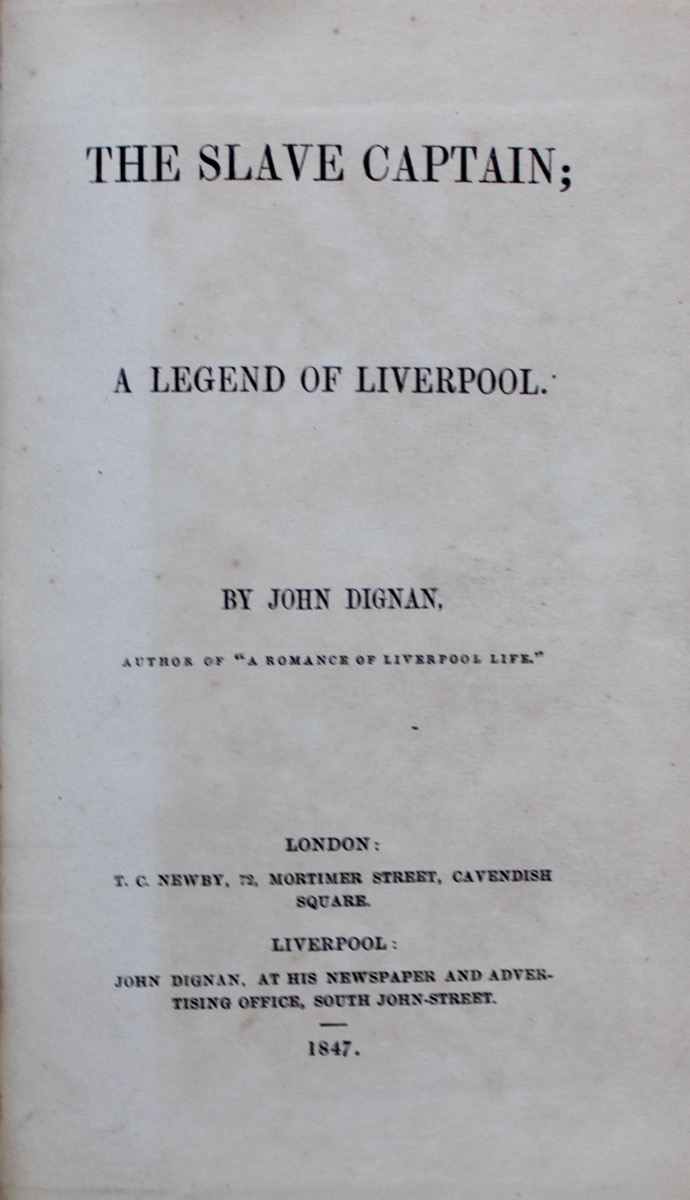 THE SLAVE CAPTAIN;
A LEGEND OF LIVERPOOL.
BY JOHN DIGNAN,
AUTHOR OF "A ROMANCE OF LIVERPOOL LIFE."
LONDON:
T. C. NEWBY, 72, MORTIMER STREET, CAVENDISH
SQUARE.
LIVERPOOL:
JOHN DIGNAN, AT HIS NEWSPAPER AND ADVER-
TISING OFFICE, SOUTH JOHN-STREET.
1847.